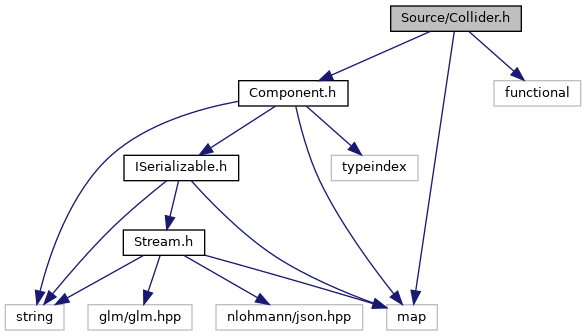 Source/Collider.h
Component.h
functional
ISerializable.h
typeindex
Stream.h
string
glm/glm.hpp
nlohmann/json.hpp
map